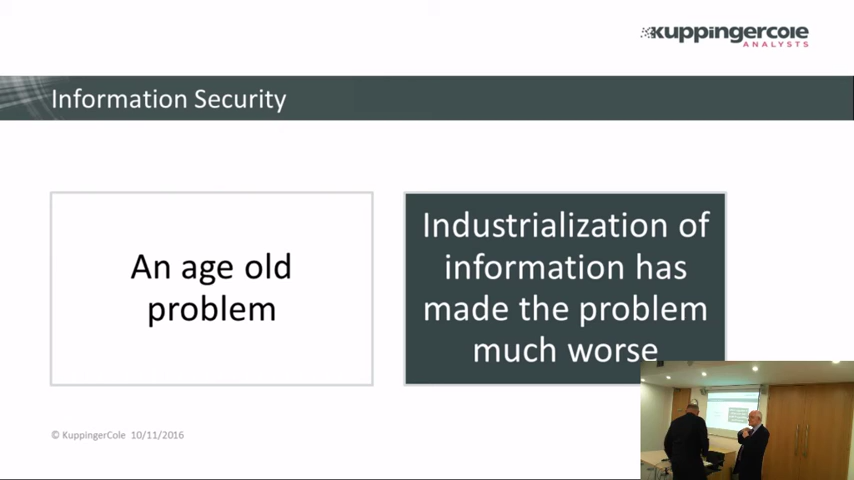 kuppingercole
ANALYSTS
Information Security
An age old
problem
Industrialization of
information has
made the problem
much worse
© KuppingerCole 10/11/2016